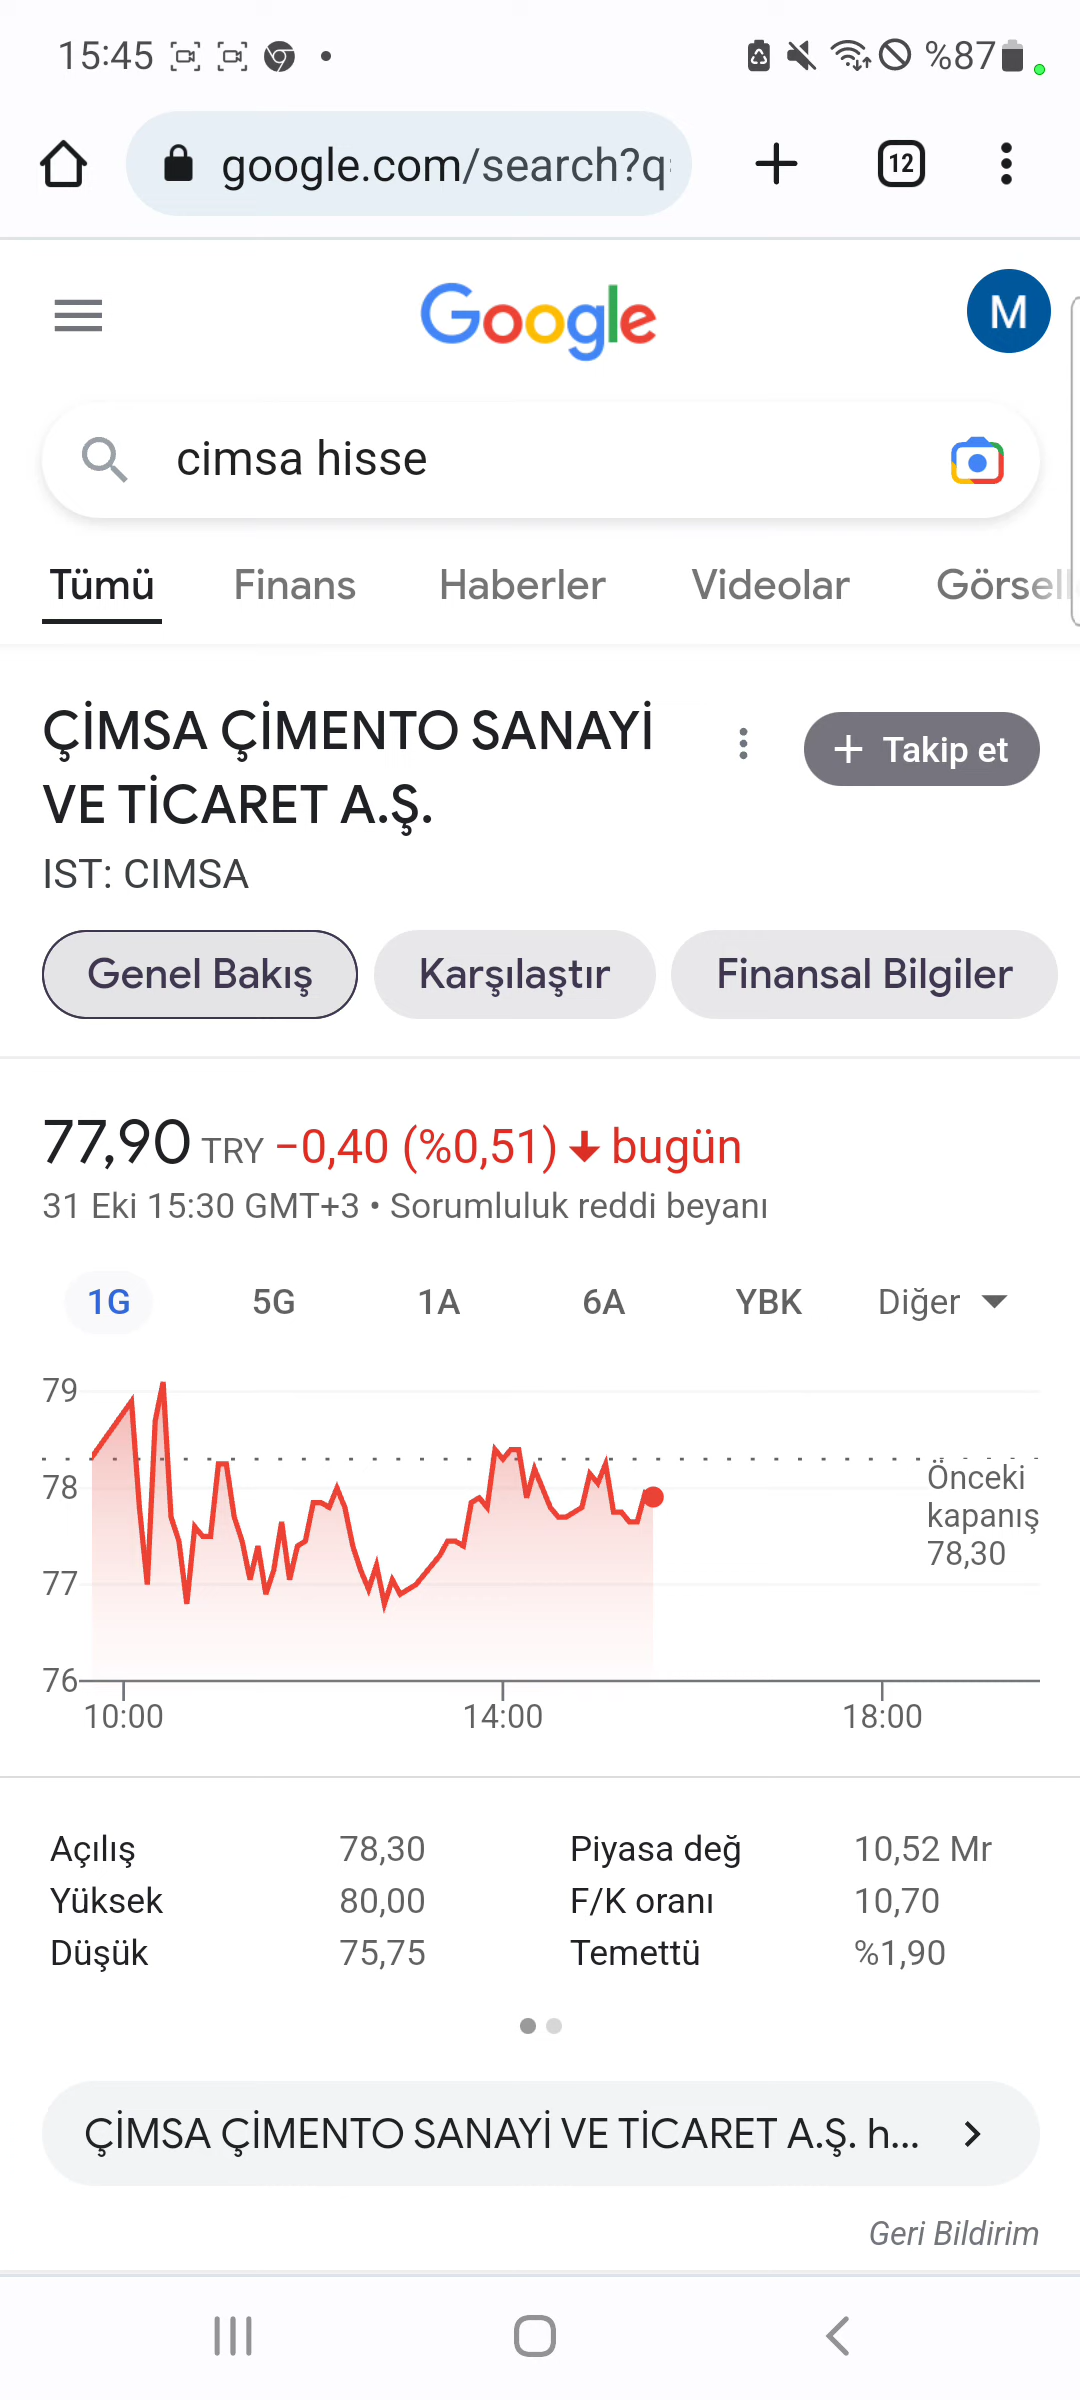 15:45
%87
google.com/search?q
12
Google
M
cimsa hisse
Tümü Finans Haberler Videolar Görsell
ÇİMSA ÇİMENTO SANAYİ
VE TİCARET A.Ş.
+ Takip et
IST: CIMSA
Genel Bakış Karşılaştır Finansal Bilgiler
77,90 TRY −0,40 (%0,51) ↓ bugün
31 Eki 15:30 GMT+3 • Sorumluluk reddi beyanı
1G 5G 1A 6A YBK Diğer
79
78
77
76
Önceki
kapanış
78,30
10:00 14:00 18:00
Açılış 78,30 Piyasa değ 10,52 Mr
Yüksek 80,00 F/K oranı 10,70
Düşük 75,75 Temettü %1,90
ÇİMSA ÇİMENTO SANAYİ VE TİCARET A.Ş. h...
Geri Bildirim